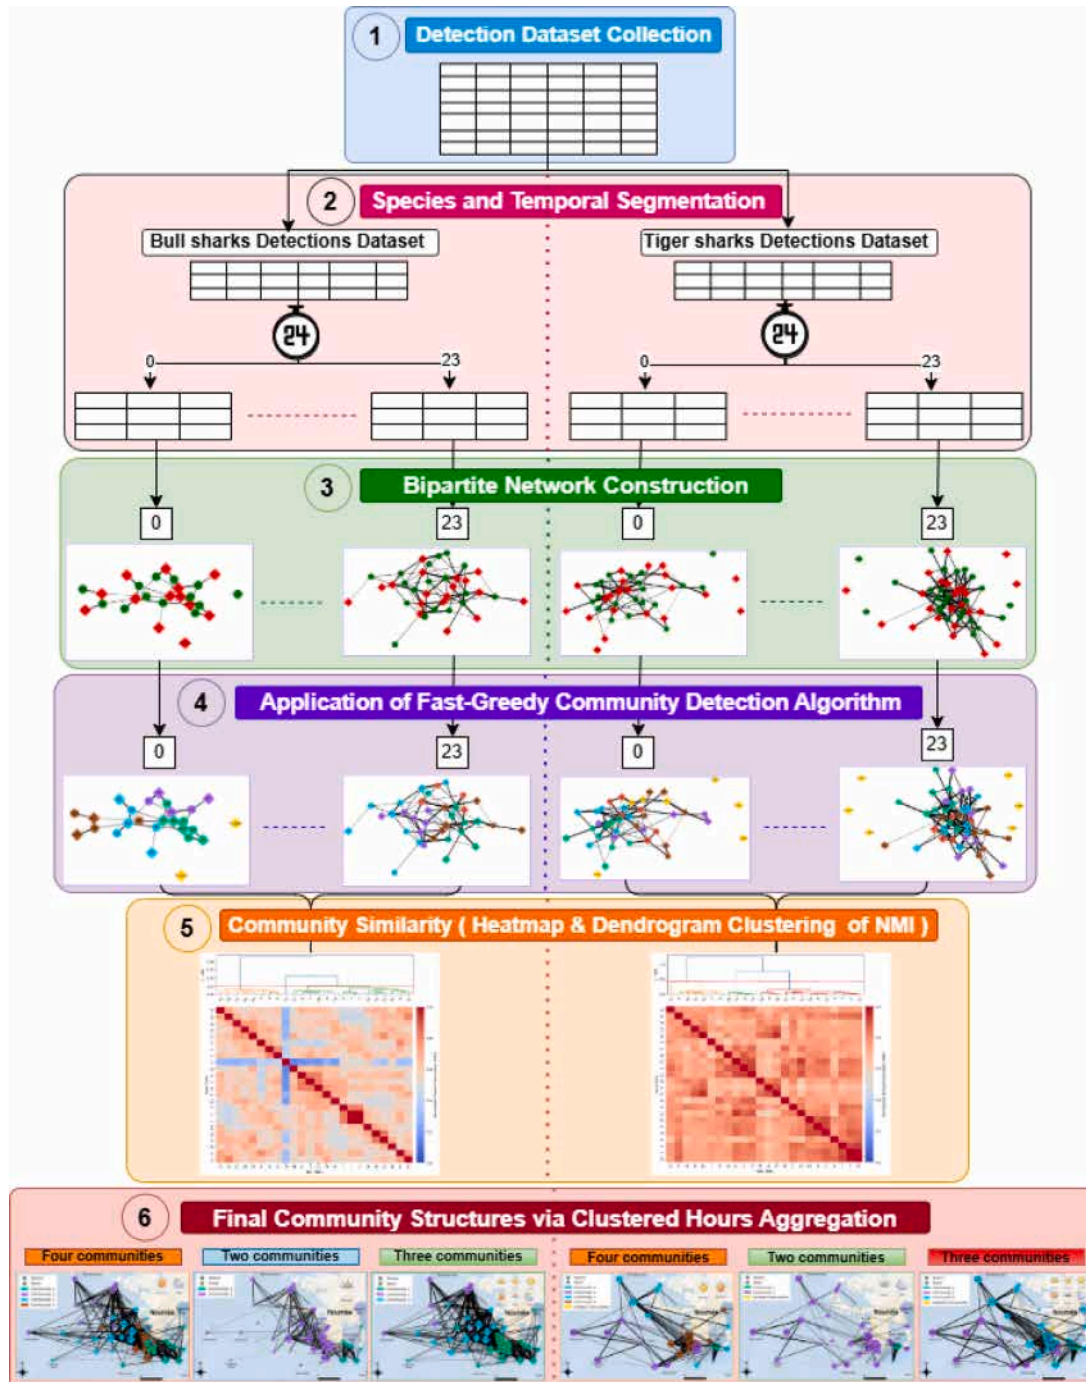 1
Detection Dataset Collection
2
Species and Temporal Segmentation
Bull sharks Detections Dataset
Tiger sharks Detections Dataset
24
24
0
23
0
23
3
Bipartite Network Construction
0
23
0
23
4
Application of Fast-Greedy Community Detection Algorithm
0
23
0
23
5
Community Similarity ( Heatmap & Dendrogram Clustering of NMI )
6
Final Community Structures via Clustered Hours Aggregation
Four communities
Two communities
Three communities
Four communities
Two communities
Three communities